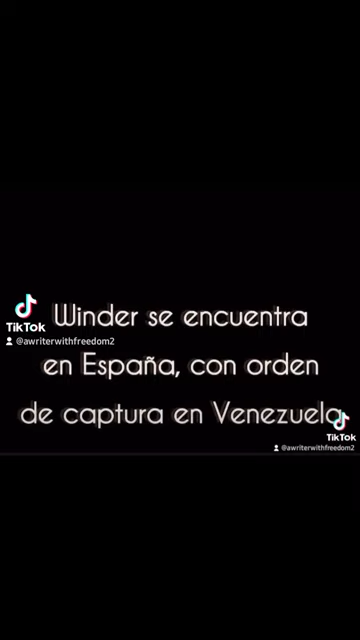 Winder se encuentra
TikTok
@awriterwithfreedom2
en España, con orden
de captura en Venezuela
TikTok
@awriterwithfreedom2